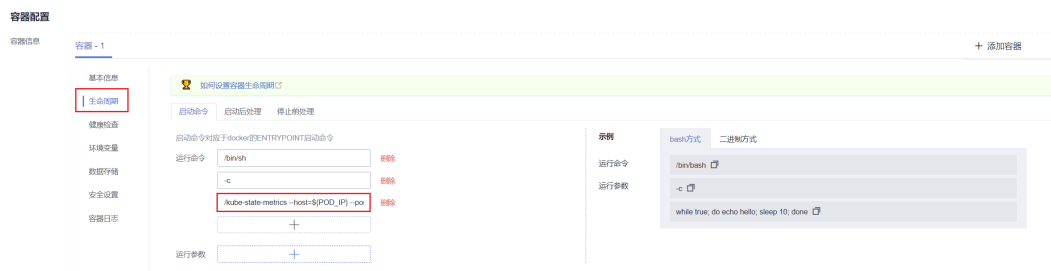 容器配置
容器信息
容器 - 1
+ 添加容器
基本信息
生命周期
健康检查
环境变量
数据存储
安全设置
容器日志
如何设置容器生命周期
启动命令 启动后处理 停止前处理
启动命令对应于docker的ENTRYPOINT启动命令
运行命令 /bin/sh 删除
-c 删除
/kube-state-metrics --host=$(POD_IP) --por 删除
+
运行参数 +
示例 bash方式 二进制方式
运行命令 /bin/bash
运行参数 -c
while true; do echo hello; sleep 10; done